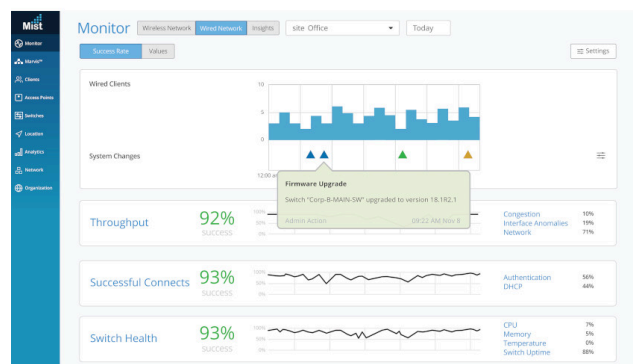 Mist
Monitor
Wireless Network
Wired Network
Insights
site Office
Today
Monitor
Marvis™
Clients
Access Points
Switches
Location
Analytics
Network
Organization
Success Rate
Values
Settings
Wired Clients
10
5
0
System Changes
12:00 a
Firmware Upgrade
Switch "Corp-B-MAIN-SW" upgraded to version 18.1R2.1
Admin Action
09:22 AM Nov 8
Throughput
92%
success
100%
50%
0%
Congestion
10%
Interface Anomalies
19%
Network
71%
Successful Connects
93%
success
100%
50%
0%
Authentication
56%
DHCP
44%
Switch Health
93%
success
100%
50%
0%
CPU
7%
Memory
5%
Temperature
0%
Switch Uptime
88%